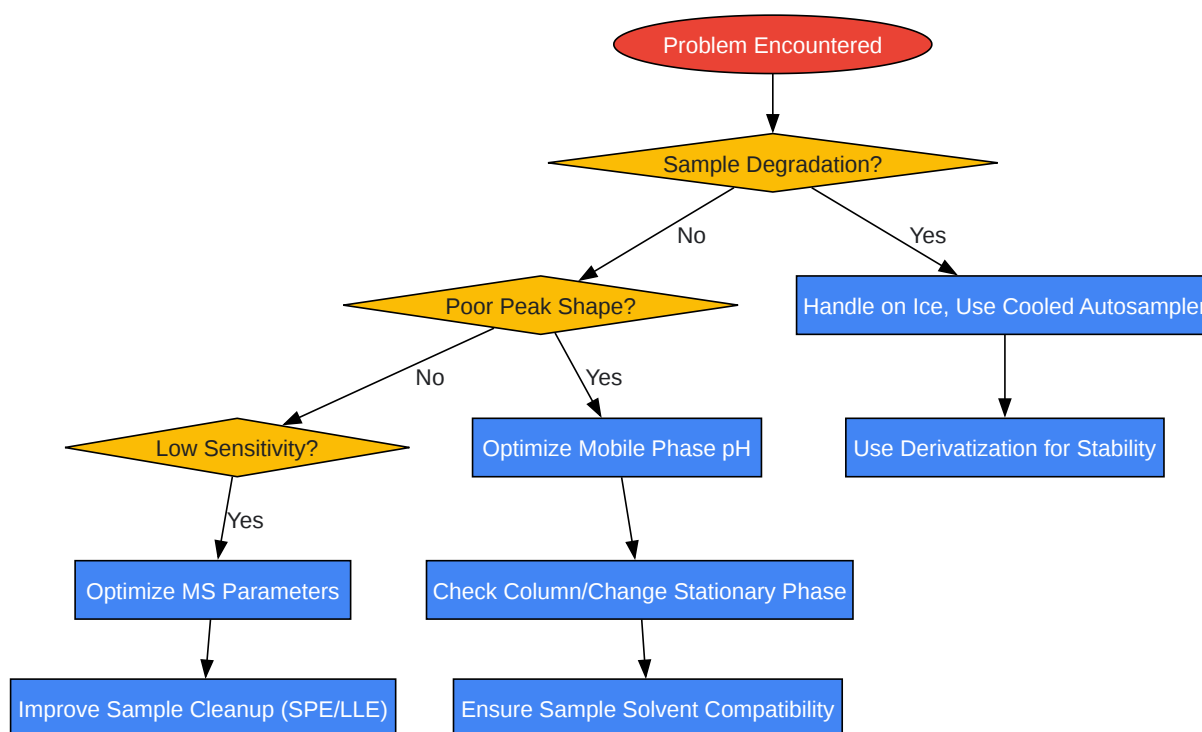 Problem Encountered
Sample Degradation?
No
Yes
Poor Peak Shape?
Handle on Ice, Use Cooled Autosampler
No
Yes
Low Sensitivity?
Optimize Mobile Phase pH
Use Derivatization for Stability
Yes
Optimize MS Parameters
Check Column/Change Stationary Phase
Improve Sample Cleanup (SPE/LLE)
Ensure Sample Solvent Compatibility